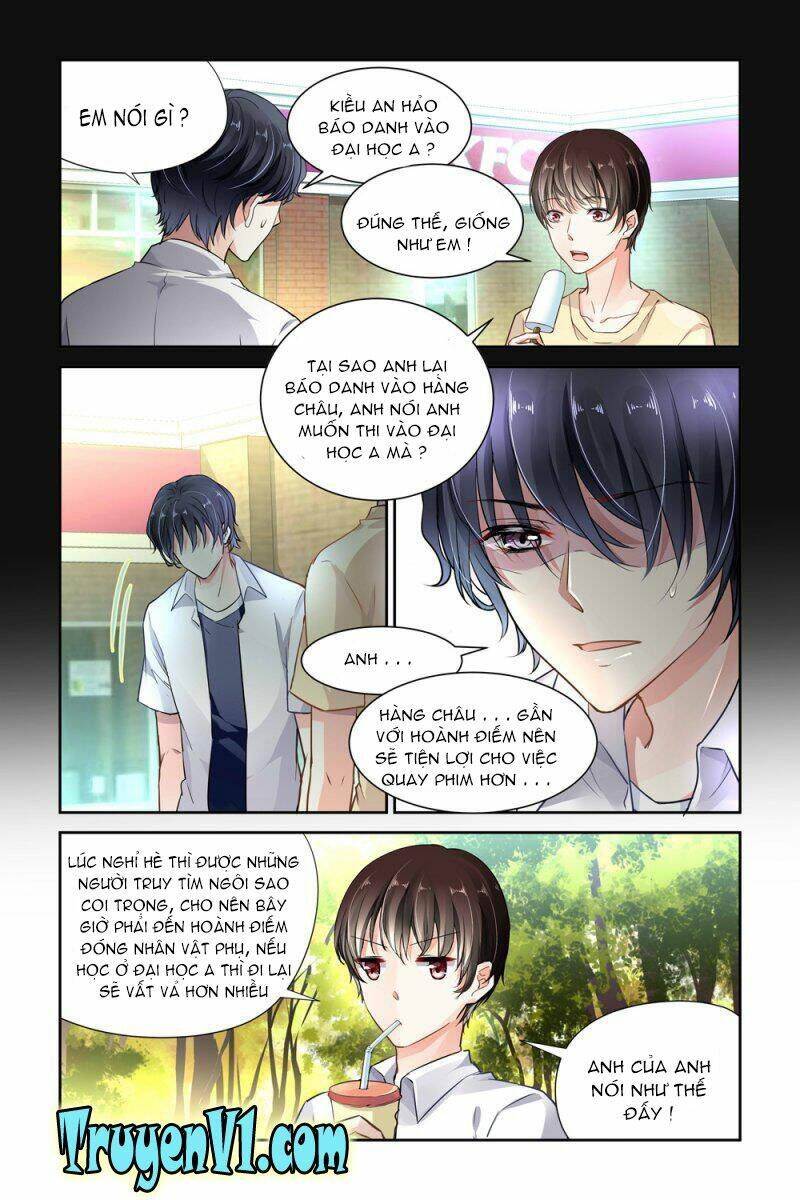 EM NÓI GÌ ?
KIỀU AN HẢO
BÁO DANH VÀO
ĐẠI HỌC A ?
KFC
ĐÚNG THẾ, GIỐNG
NHƯ EM !
TẠI SAO ANH LẠI
BÁO DANH VÀO HÀNG
CHÂU, ANH NÓI ANH
MUỐN THI VÀO ĐẠI
HỌC A MÀ ?
ANH . . .
HÀNG CHÂU . . . GẦN
VỚI HOÀNH ĐIẾM NÊN
SẼ TIỆN LỢI CHO VIỆC
QUAY PHIM HƠN . . .
LÚC NGHỈ HÈ THÌ ĐƯỢC NHỮNG
NGƯỜI TRUY TÌM NGÔI SAO
COI TRỌNG, CHO NÊN BÂY
GIỜ PHẢI ĐẾN HOÀNH ĐIẾM
ĐÓNG NHÂN VẬT PHỤ, NẾU
HỌC Ở ĐẠI HỌC A THÌ ĐI LẠI
SẼ VẤT VẢ HƠN NHIỀU
ANH CỦA ANH
NÓI NHƯ THẾ
ĐẤY !
TruyenV1.com